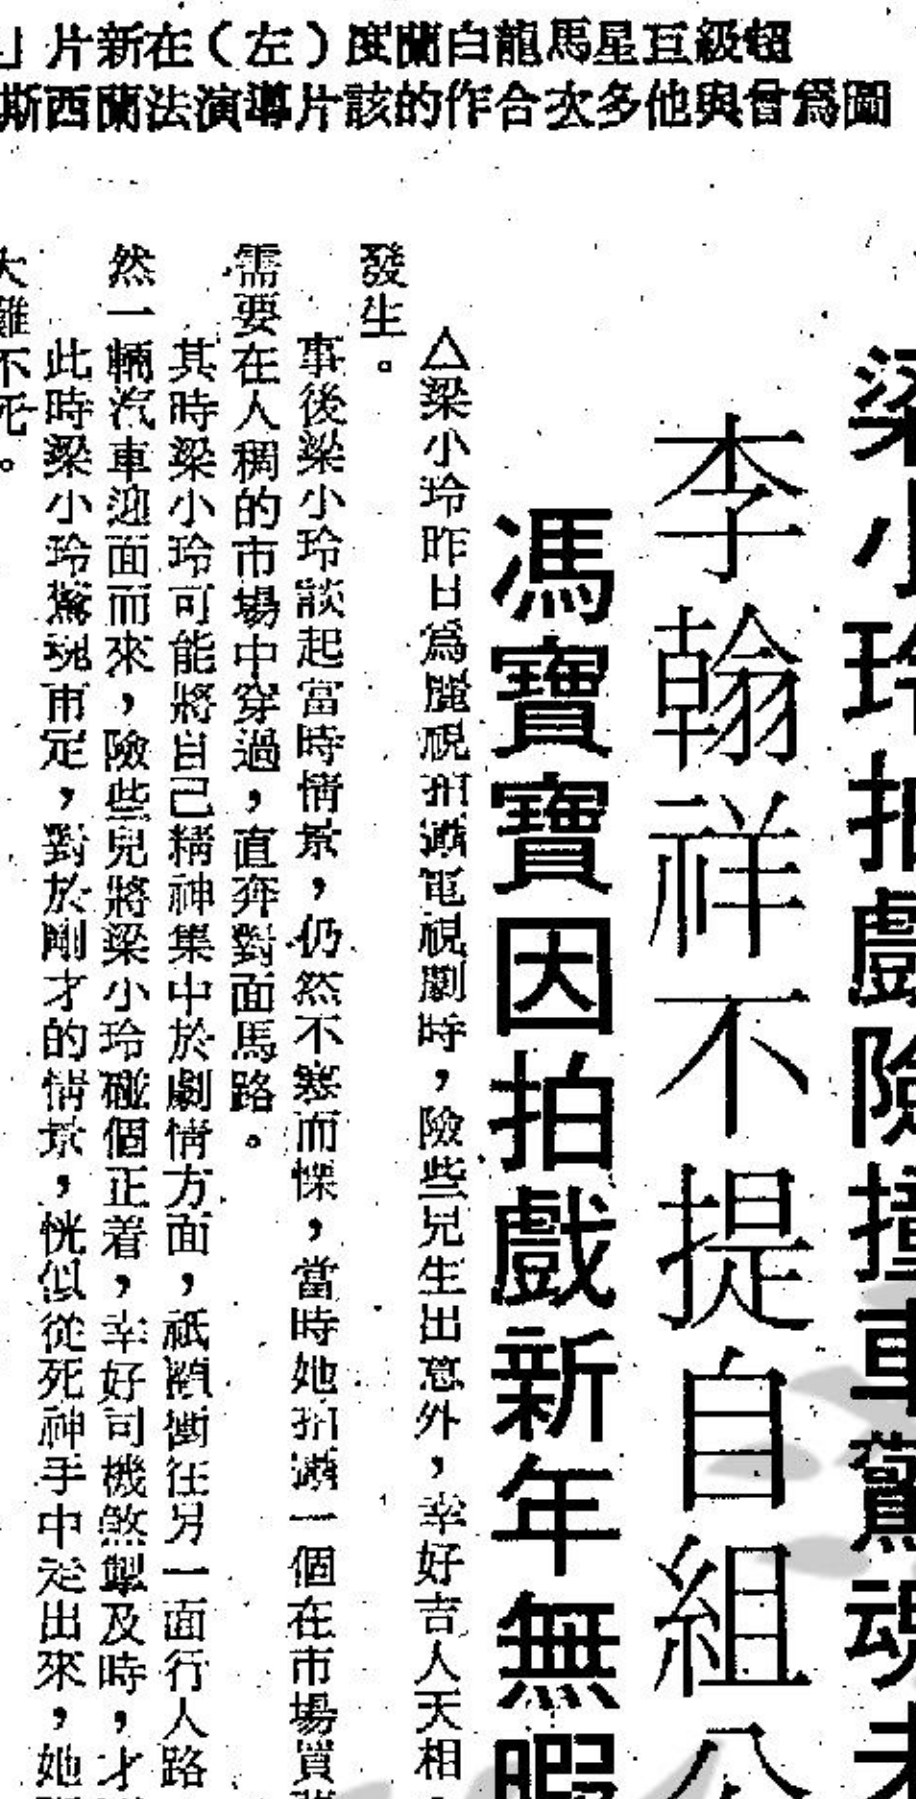 超級巨星馬龍白蘭度（左）在新片「
圖爲曾與他多次合作的該片導演法蘭西斯
梁小玲拍戲險撞車驚魂未
李翰祥不提自組公
馮寶寶因拍戲新年無暇
△梁小玲昨日爲麗視拍攝電視劇時，險些兒生出意外，幸好吉人天相
發生。
事後梁小玲談起當時情景，仍然不寒而慄，當時她拍攝一個在市場買
需要在人稠的市場中穿過，直奔對面馬路。
其時梁小玲可能將自己精神集中於劇情方面，祇顧衝往另一面行人路
然一輛汽車迎面而來，險些兒將梁小玲碰個正着，幸好司機煞掣及時，才
此時梁小玲驚魂甫定，對於剛才的情景，恍似從死神手中逃出來，她
大難不死。